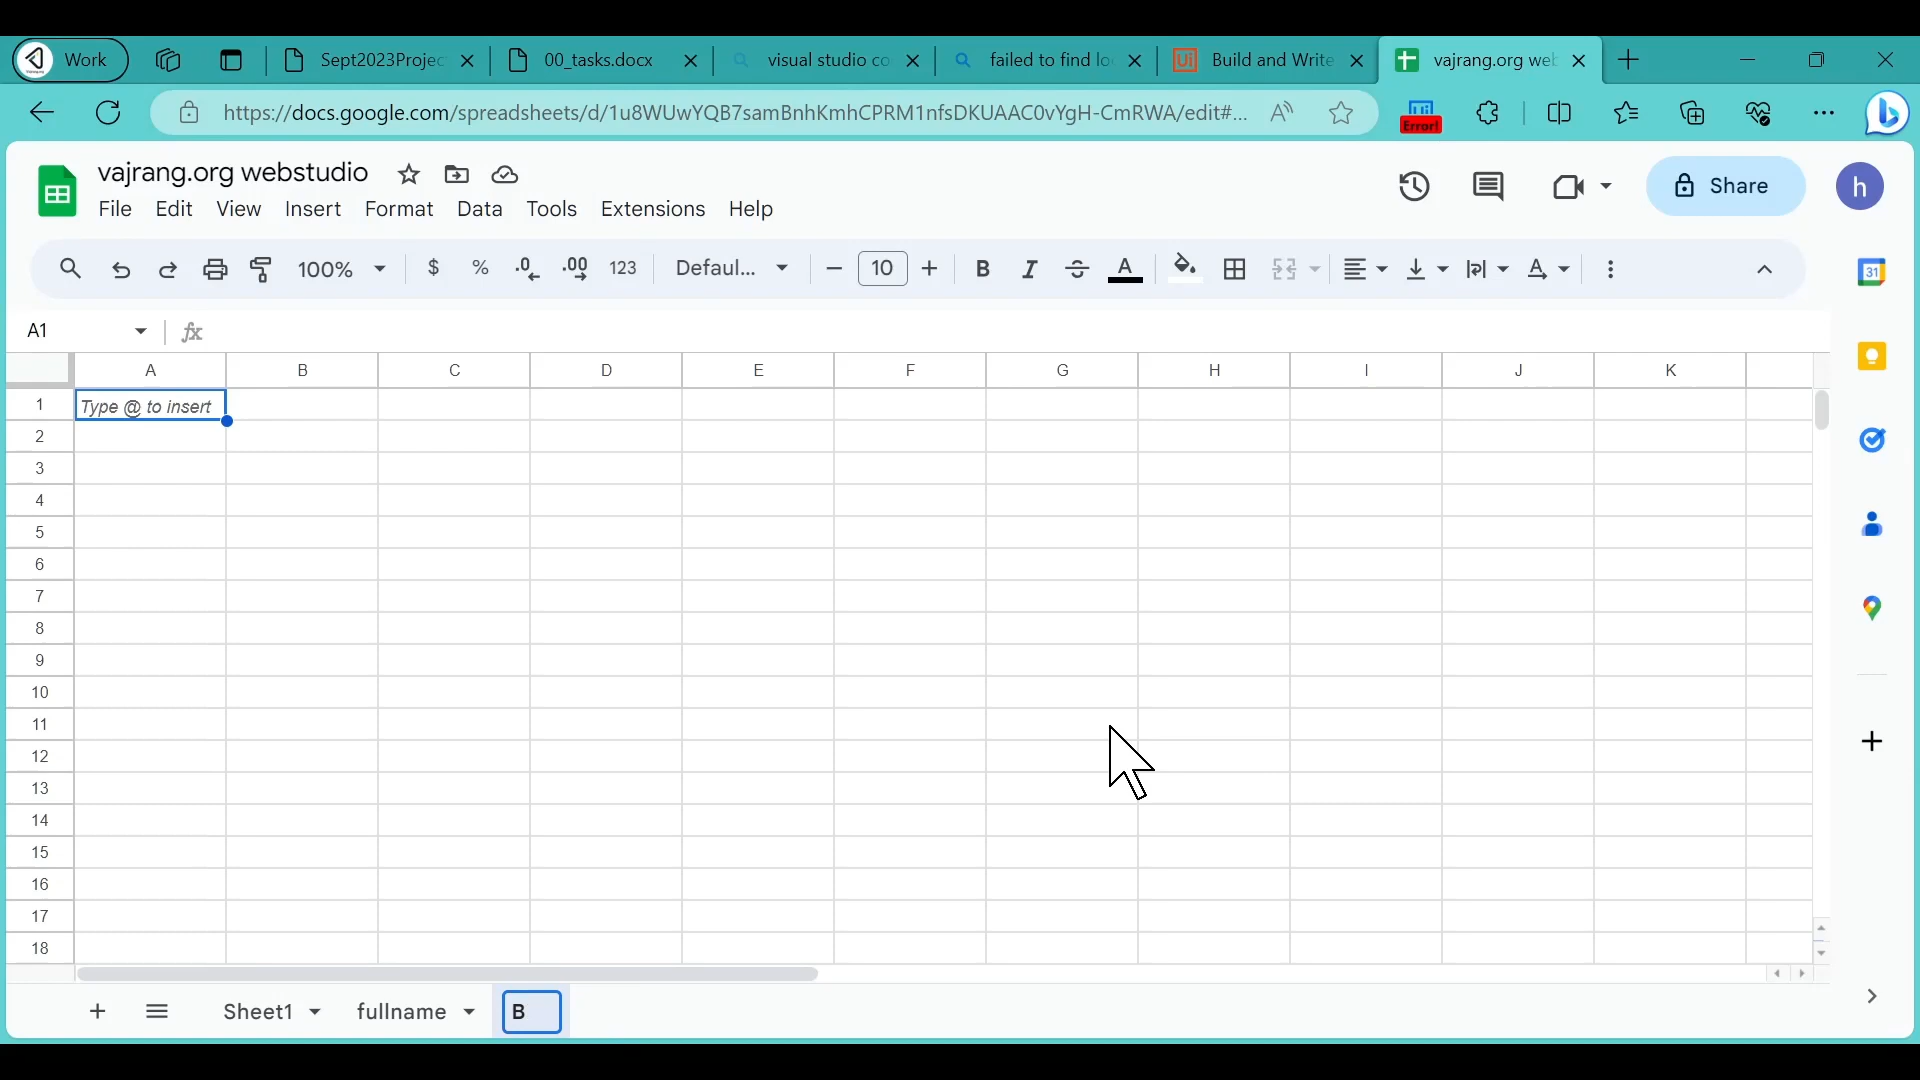 Work
Sept2023Projec
00_tasks.docx
visual studio co
failed to find lo
Build and Write
vajrang.org web
https://docs.google.com/spreadsheets/d/1u8WUwYQB7samBnhKmhCPRM1nfsDKUAAC0vYgH-CmRWA/edit#...
Error!
vajrang.org webstudio
Share
h
File Edit View Insert Format Data Tools Extensions Help
100% $ % .0 .00 123 Defaul... 10 B I A
31
A1 fx
A B C D E F G H I J K
1 Type @ to insert
2
3
4
5
6
7
8
9
10
11
12
13
14
15
16
17
18
Sheet1 fullname B